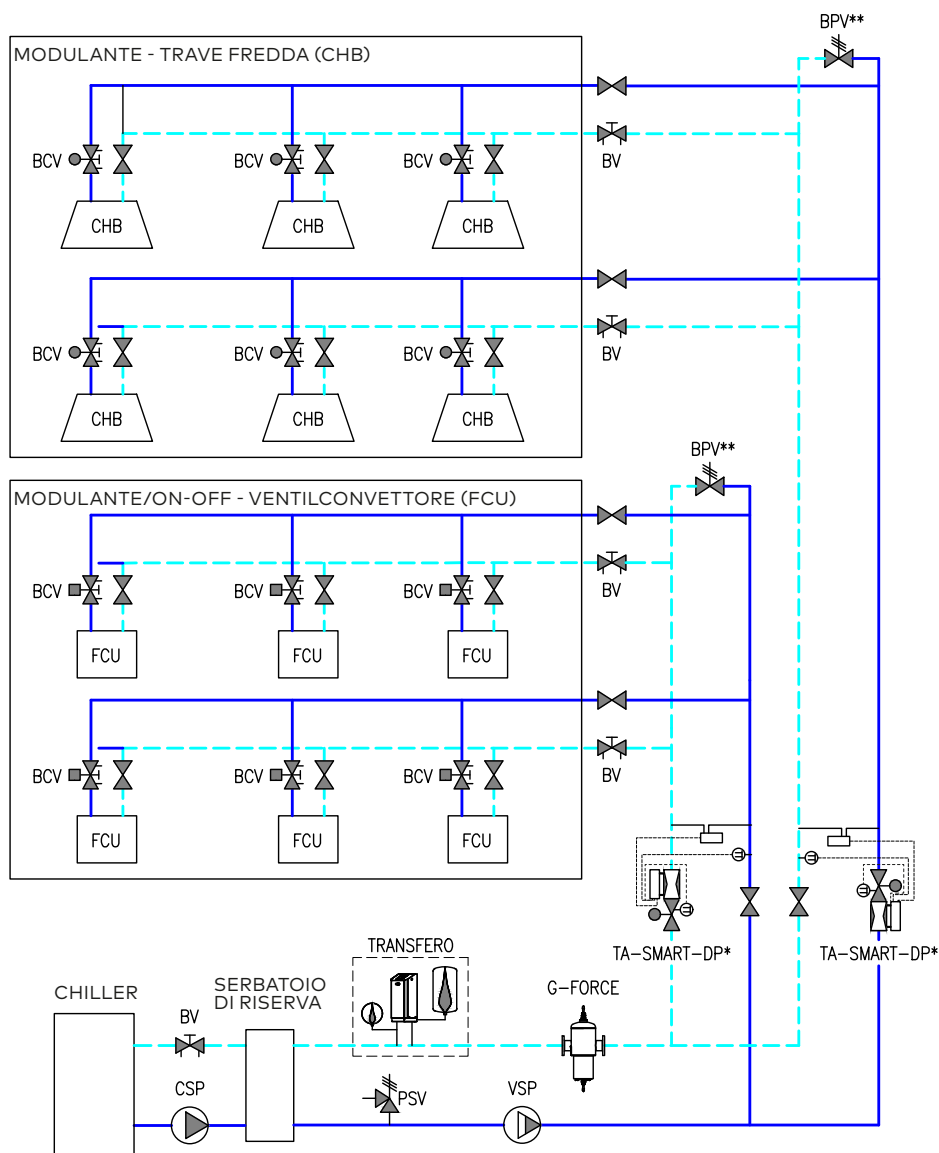 BPV**
MODULANTE - TRAVE FREDDA (CHB)
BCV BCV BCV BV
CHB CHB CHB
BCV BCV BCV BV
CHB CHB CHB
BPV**
MODULANTE/ON-OFF - VENTILCONVETTORE (FCU)
BCV BCV BCV BV
FCU FCU FCU
BCV BCV BCV BV
FCU FCU FCU
TA-SMART-DP* TA-SMART-DP*
TRANSFERO
SERBATOIO
DI RISERVA
G-FORCE
CHILLER
BV
CSP
PSV
VSP